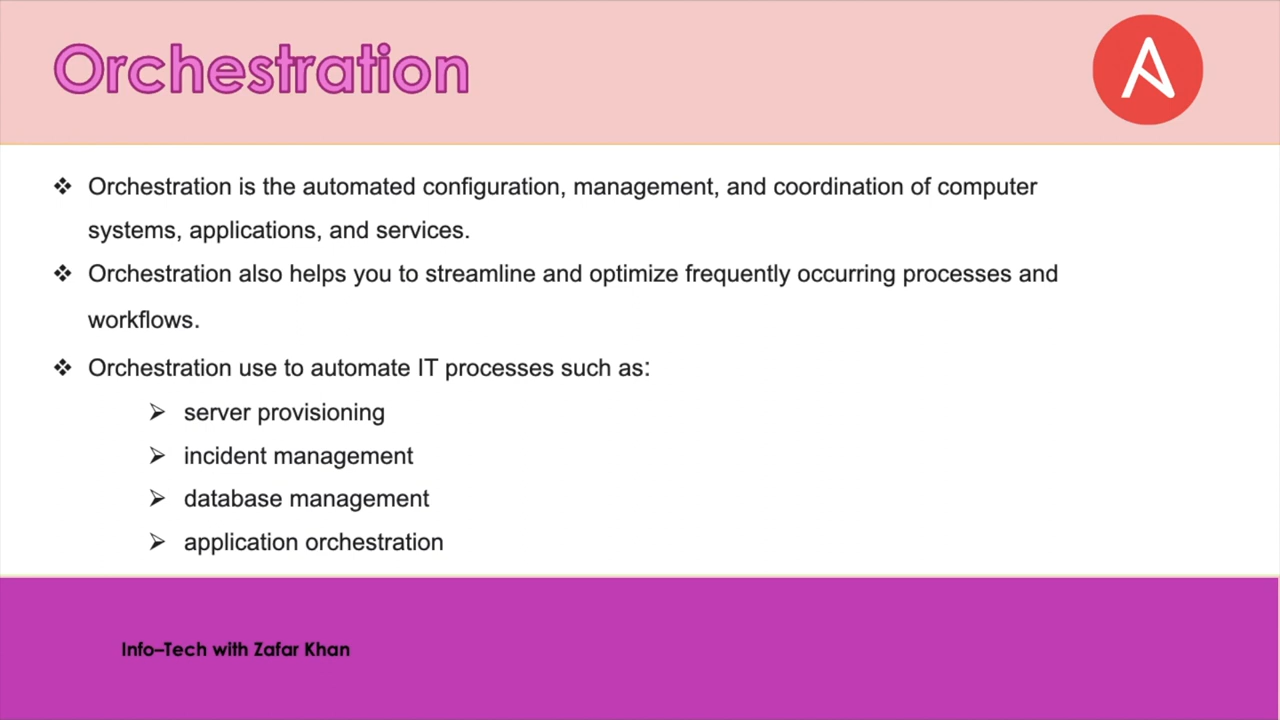 Orchestration
❖ Orchestration is the automated configuration, management, and coordination of computer
systems, applications, and services.
❖ Orchestration also helps you to streamline and optimize frequently occurring processes and
workflows.
❖ Orchestration use to automate IT processes such as:
➢ server provisioning
➢ incident management
➢ database management
➢ application orchestration
Info–Tech with Zafar Khan